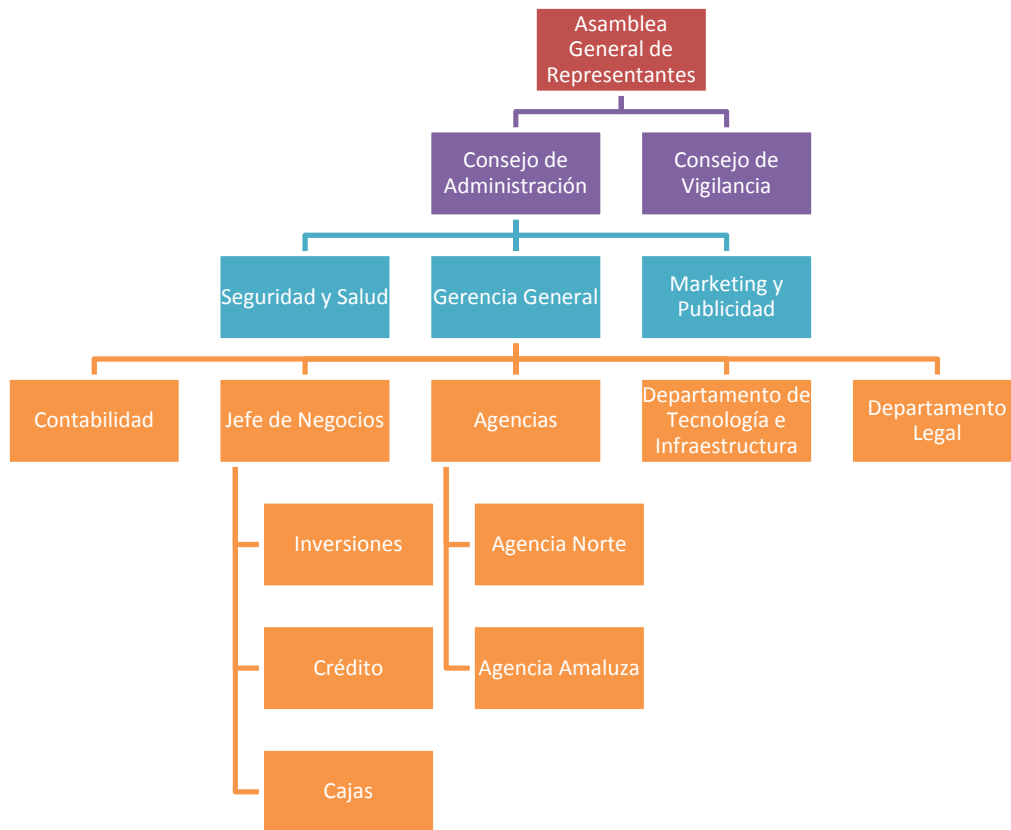 Asamblea
General de
Representantes
Consejo de
Administración
Consejo de
Vigilancia
Seguridad y Salud
Gerencia General
Marketing y
Publicidad
Contabilidad
Jefe de Negocios
Agencias
Departamento de
Tecnología e
Infraestructura
Departamento
Legal
Inversiones
Agencia Norte
Crédito
Agencia Amaluza
Cajas